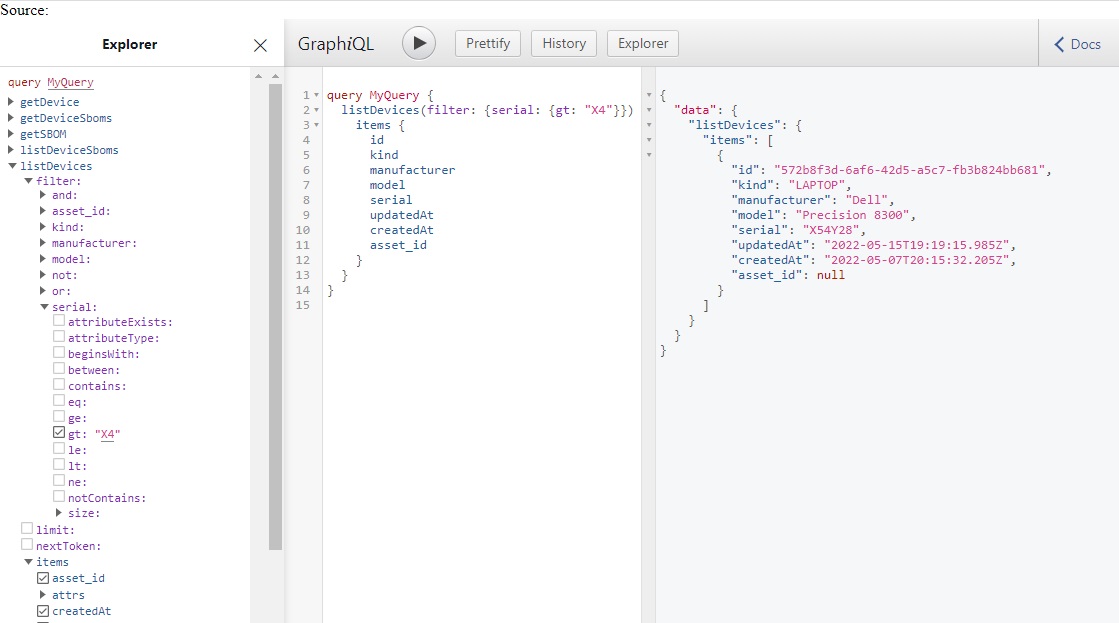 Source:
Explorer
GraphiQL
Prettify
History
Explorer
Docs
query MyQuery
getDevice
getDeviceSboms
getSBOM
listDeviceSboms
listDevices
filter:
and:
asset_id:
kind:
manufacturer:
model:
not:
or:
serial:
attributeExists:
attributeType:
beginsWith:
between:
contains:
eq:
ge:
gt: "X4"
le:
lt:
ne:
notContains:
size:
limit:
nextToken:
items
asset_id
attrs
createdAt
1 query MyQuery {
2 listDevices(filter: {serial: {gt: "X4"}})
3 items {
4 id
5 kind
6 manufacturer
7 model
8 serial
9 updatedAt
10 createdAt
11 asset_id
12 }
13 }
14 }
15
{
"data": {
"listDevices": {
"items": [
{
"id": "572b8f3d-6af6-42d5-a5c7-fb3b824bb681",
"kind": "LAPTOP",
"manufacturer": "Dell",
"model": "Precision 8300",
"serial": "X54Y28",
"updatedAt": "2022-05-15T19:19:15.985Z",
"createdAt": "2022-05-07T20:15:32.205Z",
"asset_id": null
}
]
}
}
}